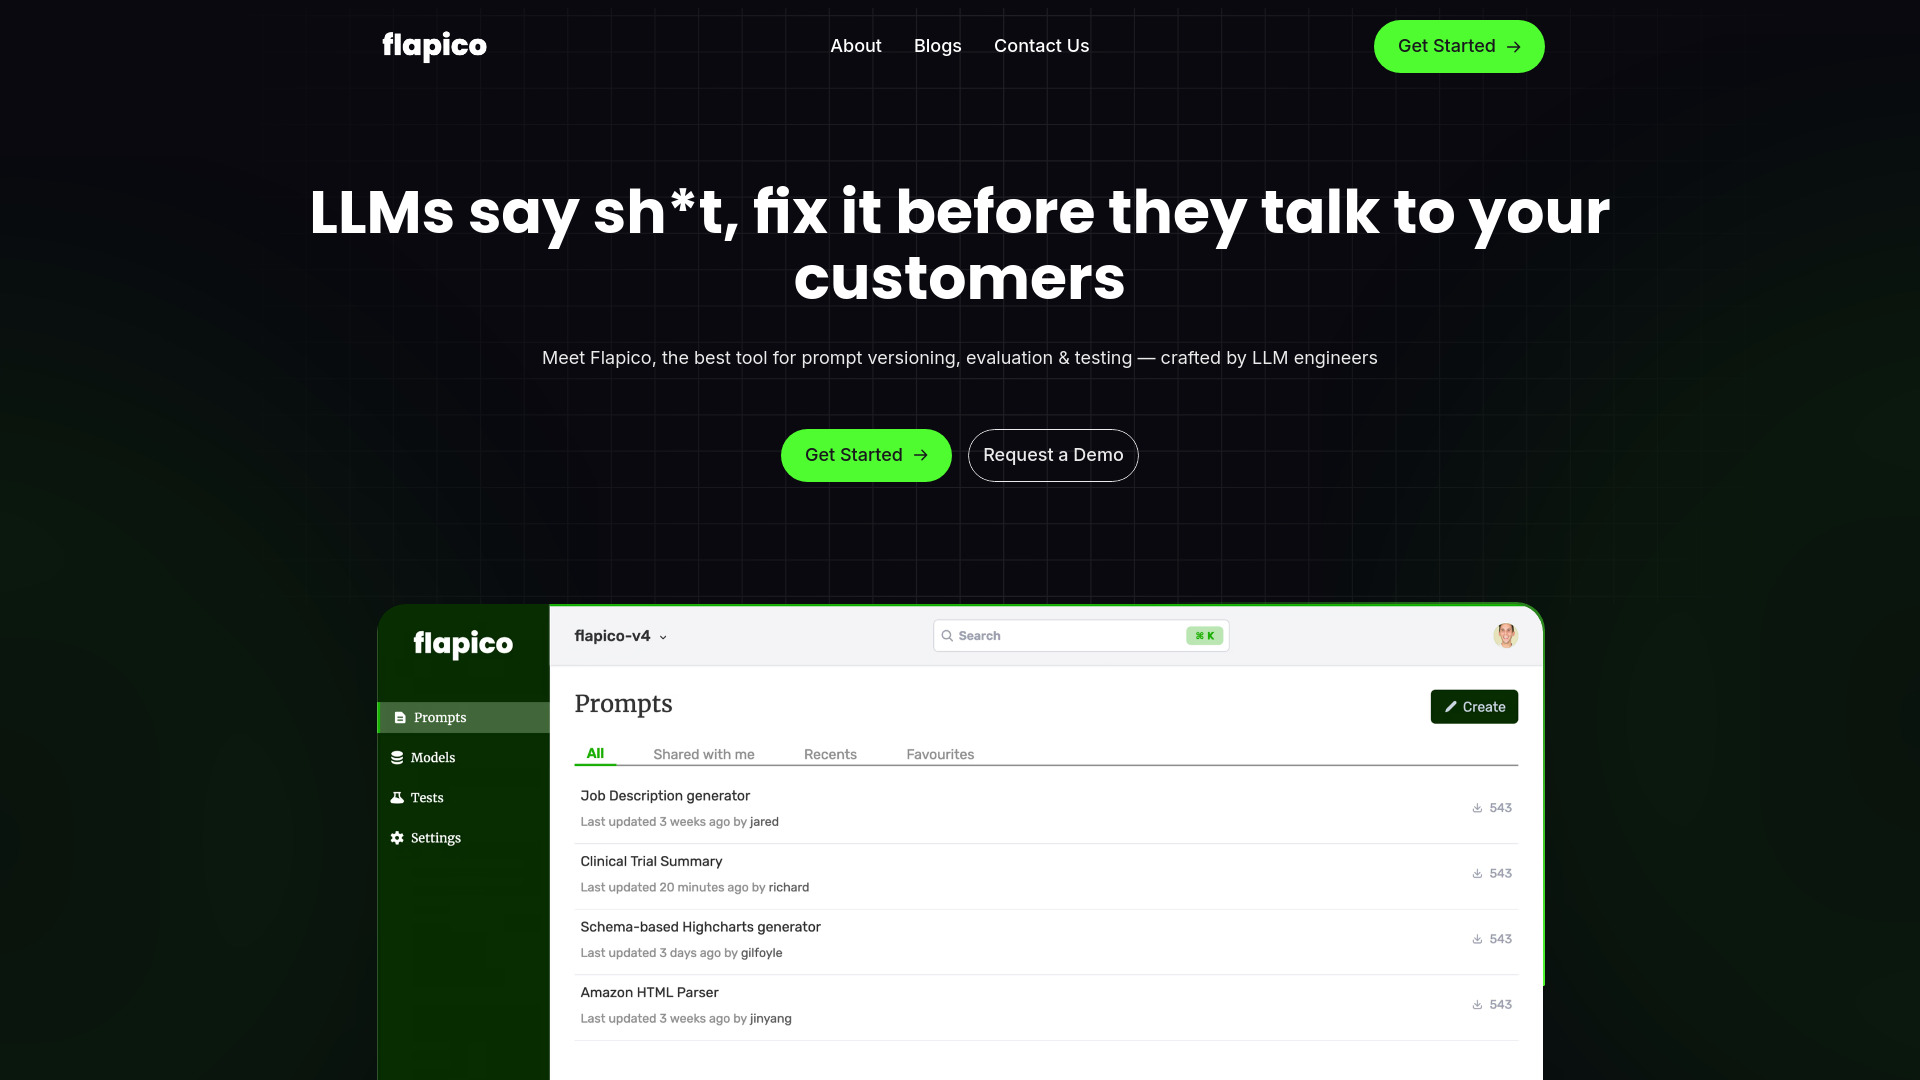 flapico
About Blogs Contact Us
Get Started
LLMs say sh*t, fix it before they talk to your
customers
Meet Flapico, the best tool for prompt versioning, evaluation & testing — crafted by LLM engineers
Get Started
Request a Demo
flapico
flapico-v4
Search
⌘ K
Prompts
Models
Tests
Settings
Prompts
Create
All
Shared with me
Recents
Favourites
Job Description generator
Last updated 3 weeks ago by jared
543
Clinical Trial Summary
Last updated 20 minutes ago by richard
543
Schema-based Highcharts generator
Last updated 3 days ago by gilfoyle
543
Amazon HTML Parser
Last updated 3 weeks ago by jinyang
543